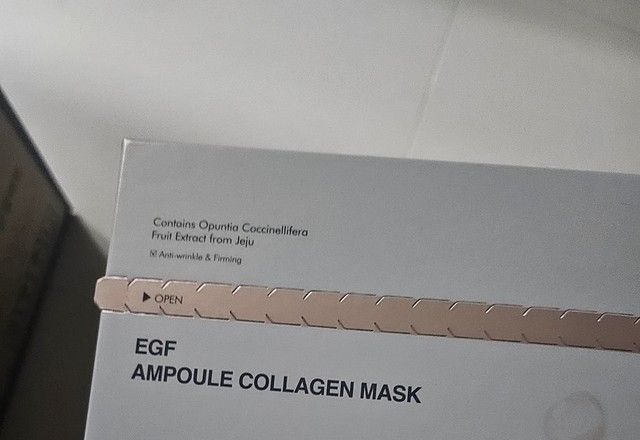 Contains Opuntia Coccinellifera
Fruit Extract from Jeju
☑ Anti-wrinkle & Firming
▶ OPEN
EGF
AMPOULE COLLAGEN MASK